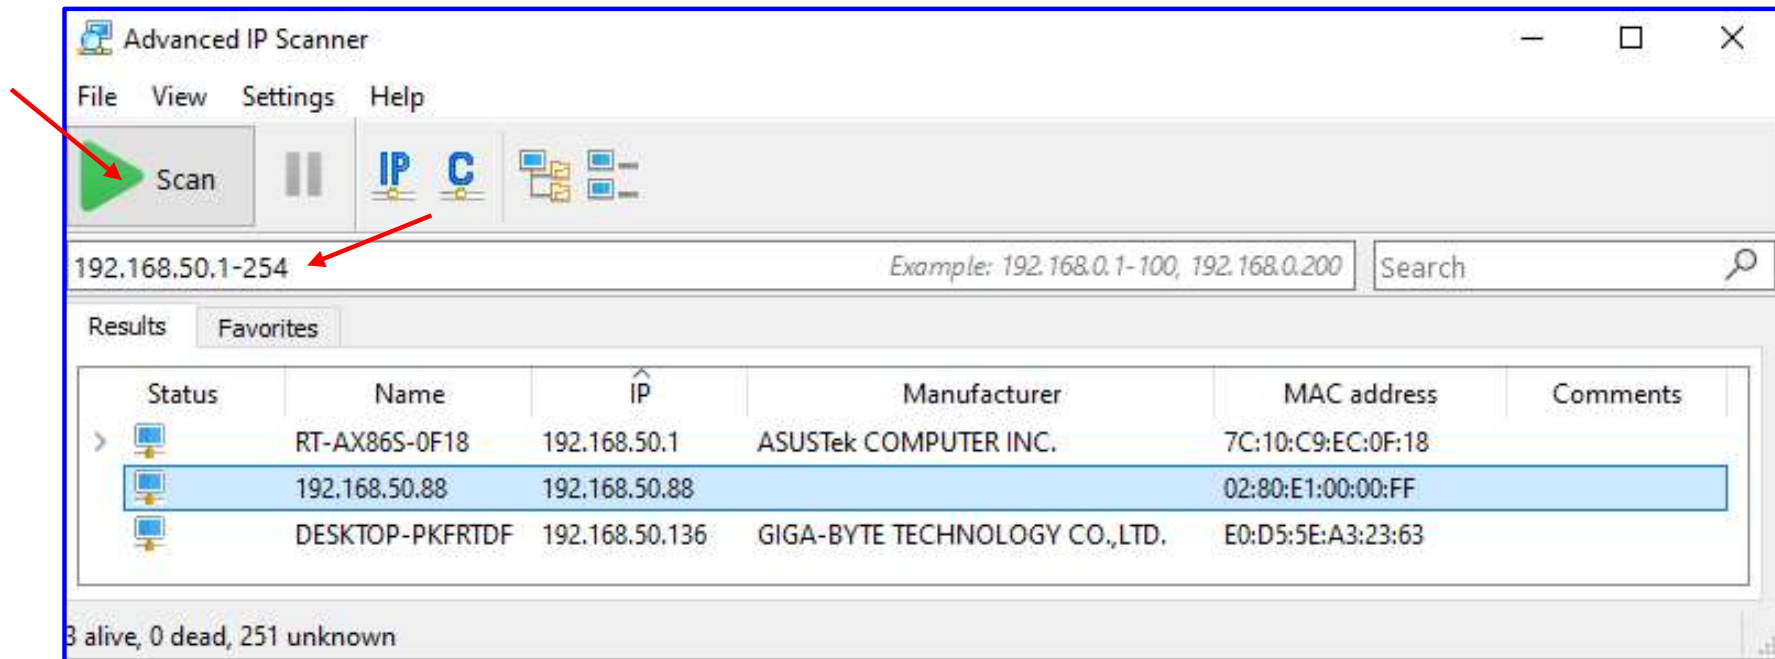 Advanced IP Scanner
File View Settings Help
Scan IP C
192.168.50.1-254 Example: 192.168.0.1-100, 192.168.0.200 Search
Results Favorites
Status Name IP Manufacturer MAC address Comments
RT-AX86S-0F18 192.168.50.1 ASUSTek COMPUTER INC. 7C:10:C9:EC:0F:18
192.168.50.88 192.168.50.88 02:80:E1:00:00:FF
DESKTOP-PKFRTDF 192.168.50.136 GIGA-BYTE TECHNOLOGY CO.,LTD. E0:D5:5E:A3:23:63
3 alive, 0 dead, 251 unknown